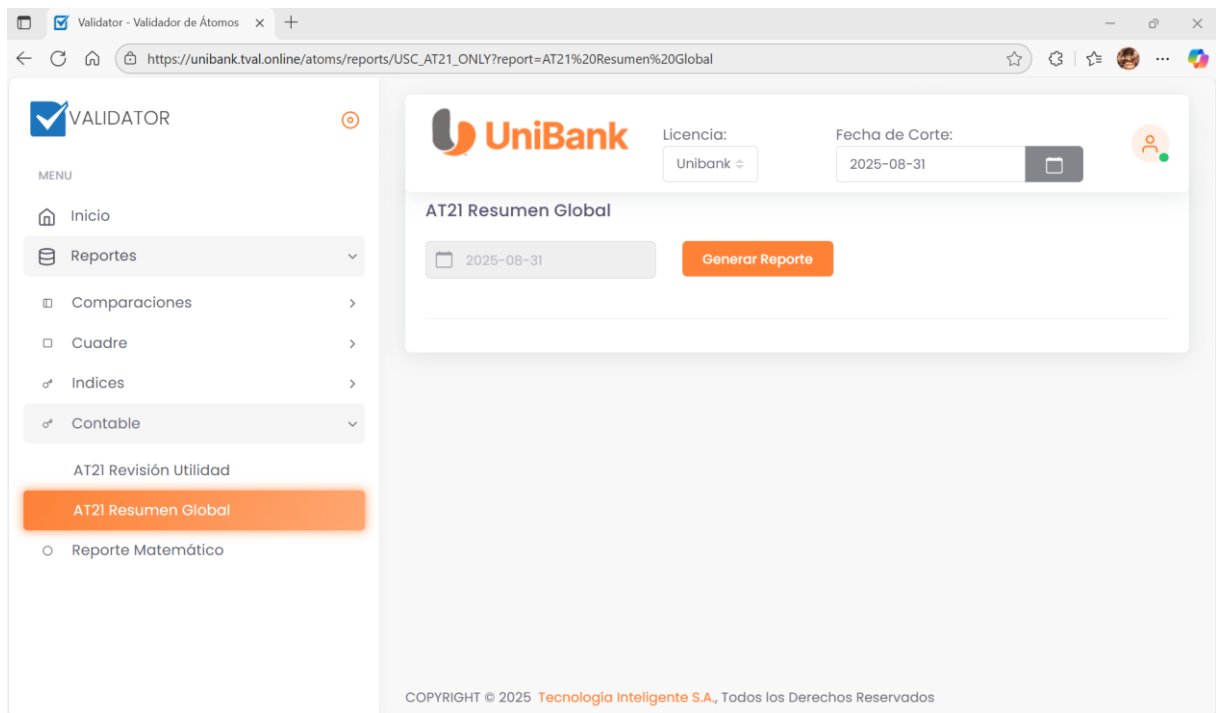 Validator - Validador de Átomos
https://unibank.tval.online/atoms/reports/USC_AT21_ONLY?report=AT21%20Resumen%20Global
VALIDATOR
MENU
Inicio
Reportes
Comparaciones
Cuadre
Indices
Contable
AT21 Revisión Utilidad
AT21 Resumen Global
Reporte Matemático
UniBank
Licencia:
Unibank
Fecha de Corte:
2025-08-31
AT21 Resumen Global
2025-08-31
Generar Reporte
COPYRIGHT © 2025 Tecnología Inteligente S.A., Todos los Derechos Reservados